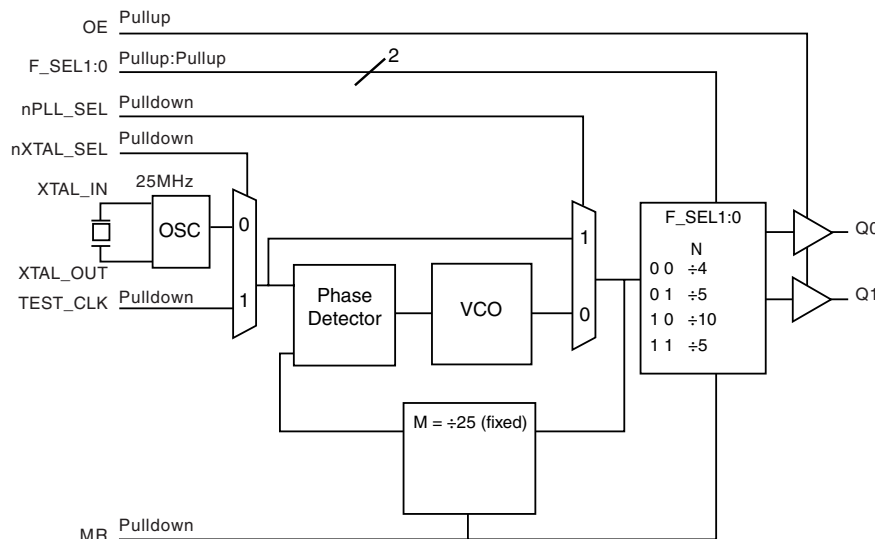 OE Pullup
F_SEL1:0 Pullup:Pullup 2
nPLL_SEL Pulldown
nXTAL_SEL Pulldown
XTAL_IN 25MHz
OSC
0
1
XTAL_OUT
TEST_CLK Pulldown
Phase
Detector
VCO
1
0
F_SEL1:0
N
0 0 ÷4
0 1 ÷5
1 0 ÷10
1 1 ÷5
Q0
Q1
M = ÷25 (fixed)
MR Pulldown